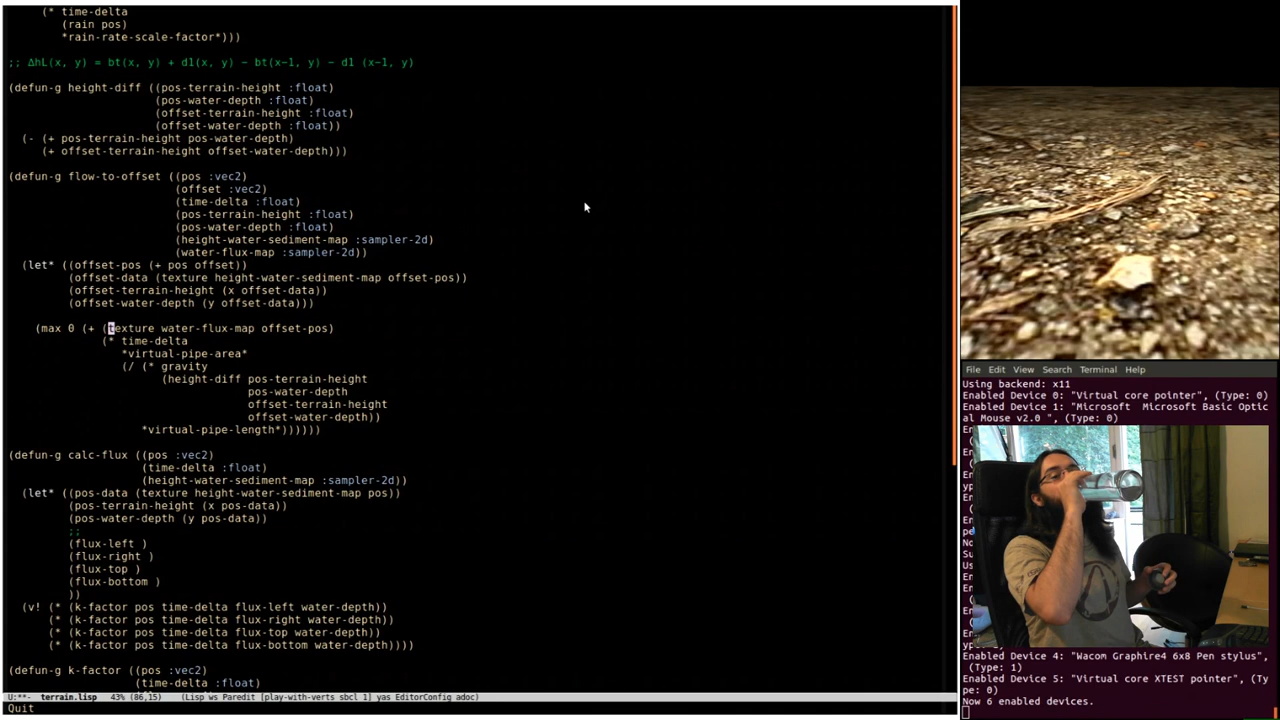 (* time-delta
(rain pos)
*rain-rate-scale-factor*)))
;; ΔhL(x, y) = bt(x, y) + d1(x, y) − bt(x−1, y) − d1 (x−1, y)
(defun-g height-diff ((pos-terrain-height :float)
(pos-water-depth :float)
(offset-terrain-height :float)
(offset-water-depth :float))
(- (+ pos-terrain-height pos-water-depth)
(+ offset-terrain-height offset-water-depth)))
(defun-g flow-to-offset ((pos :vec2)
(offset :vec2)
(time-delta :float)
(pos-terrain-height :float)
(pos-water-depth :float)
(height-water-sediment-map :sampler-2d)
(water-flux-map :sampler-2d))
(let* ((offset-pos (+ pos offset))
(offset-data (texture height-water-sediment-map offset-pos))
(offset-terrain-height (x offset-data))
(offset-water-depth (y offset-data)))
(max 0 (+ (texture water-flux-map offset-pos)
(* time-delta
*virtual-pipe-area*
(/ (* gravity
(height-diff pos-terrain-height
pos-water-depth
offset-terrain-height
offset-water-depth))
*virtual-pipe-length*))))))
(defun-g calc-flux ((pos :vec2)
(time-delta :float)
(height-water-sediment-map :sampler-2d))
(let* ((pos-data (texture height-water-sediment-map pos))
(pos-terrain-height (x pos-data))
(pos-water-depth (y pos-data))
;;
(flux-left )
(flux-right )
(flux-top )
(flux-bottom )
))
(v! (* (k-factor pos time-delta flux-left water-depth))
(* (k-factor pos time-delta flux-right water-depth))
(* (k-factor pos time-delta flux-top water-depth))
(* (k-factor pos time-delta flux-bottom water-depth))))
(defun-g k-factor ((pos :vec2)
(time-delta :float)
U:**- terrain.lisp 43% (86,15) (Lisp ws Paredit [play-with-verts sbcl 1] yas EditorConfig adoc)
Quit
File Edit View Search Terminal Help
Using backend: x11
Enabled Device 0: "Virtual core pointer", (Type: 0)
Enabled Device 1: "Microsoft Microsoft Basic Optic
al Mouse v2.0 ", (Type: 0)
Enabled Device 4: "Wacom Graphire4 6x8 Pen stylus",
(Type: 1)
Enabled Device 5: "Virtual core XTEST pointer", (Ty
pe: 0)
Now 6 enabled devices.